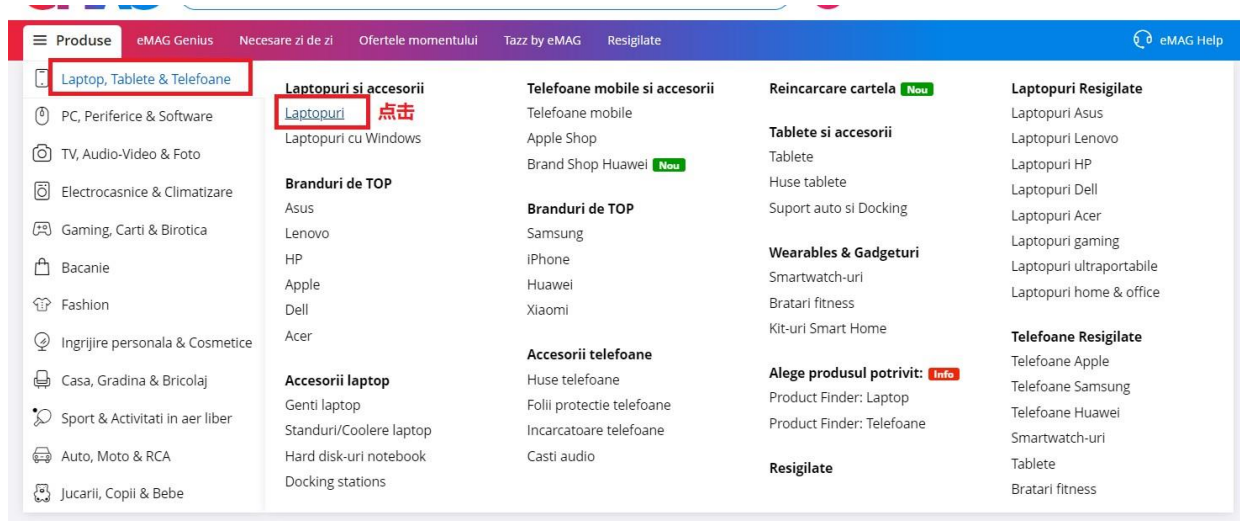 Produse eMAG Genius Necesare zi de zi Ofertele momentului Tazz by eMAG Resigilate eMAG Help
Laptop, Tablete & Telefoane
PC, Periferice & Software
TV, Audio-Video & Foto
Electrocasnice & Climatizare
Gaming, Carti & Birotica
Bacanie
Fashion
Ingrijire personala & Cosmetice
Casa, Gradina & Bricolaj
Sport & Activitati in aer liber
Auto, Moto & RCA
Jucarii, Copii & Bebe
Laptopuri si accesorii
Laptopuri 点击
Laptopuri cu Windows
Branduri de TOP
Asus
Lenovo
HP
Apple
Dell
Acer
Accesorii laptop
Genti laptop
Standuri/Coolere laptop
Hard disk-uri notebook
Docking stations
Telefoane mobile si accesorii
Telefoane mobile
Apple Shop
Brand Shop Huawei Nou
Branduri de TOP
Samsung
iPhone
Huawei
Xiaomi
Accesorii telefoane
Huse telefoane
Folii protectie telefoane
Incarcatoare telefoane
Casti audio
Reincarcare cartela Nou
Tablete si accesorii
Tablete
Huse tablete
Suport auto si Docking
Wearables & Gadgeturi
Smartwatch-uri
Bratari fitness
Kit-uri Smart Home
Alege produsul potrivit: Info
Product Finder: Laptop
Product Finder: Telefoane
Resigilate
Laptopuri Resigilate
Laptopuri Asus
Laptopuri Lenovo
Laptopuri HP
Laptopuri Dell
Laptopuri Acer
Laptopuri gaming
Laptopuri ultraportabile
Laptopuri home & office
Telefoane Resigilate
Telefoane Apple
Telefoane Samsung
Telefoane Huawei
Smartwatch-uri
Tablete
Bratari fitness